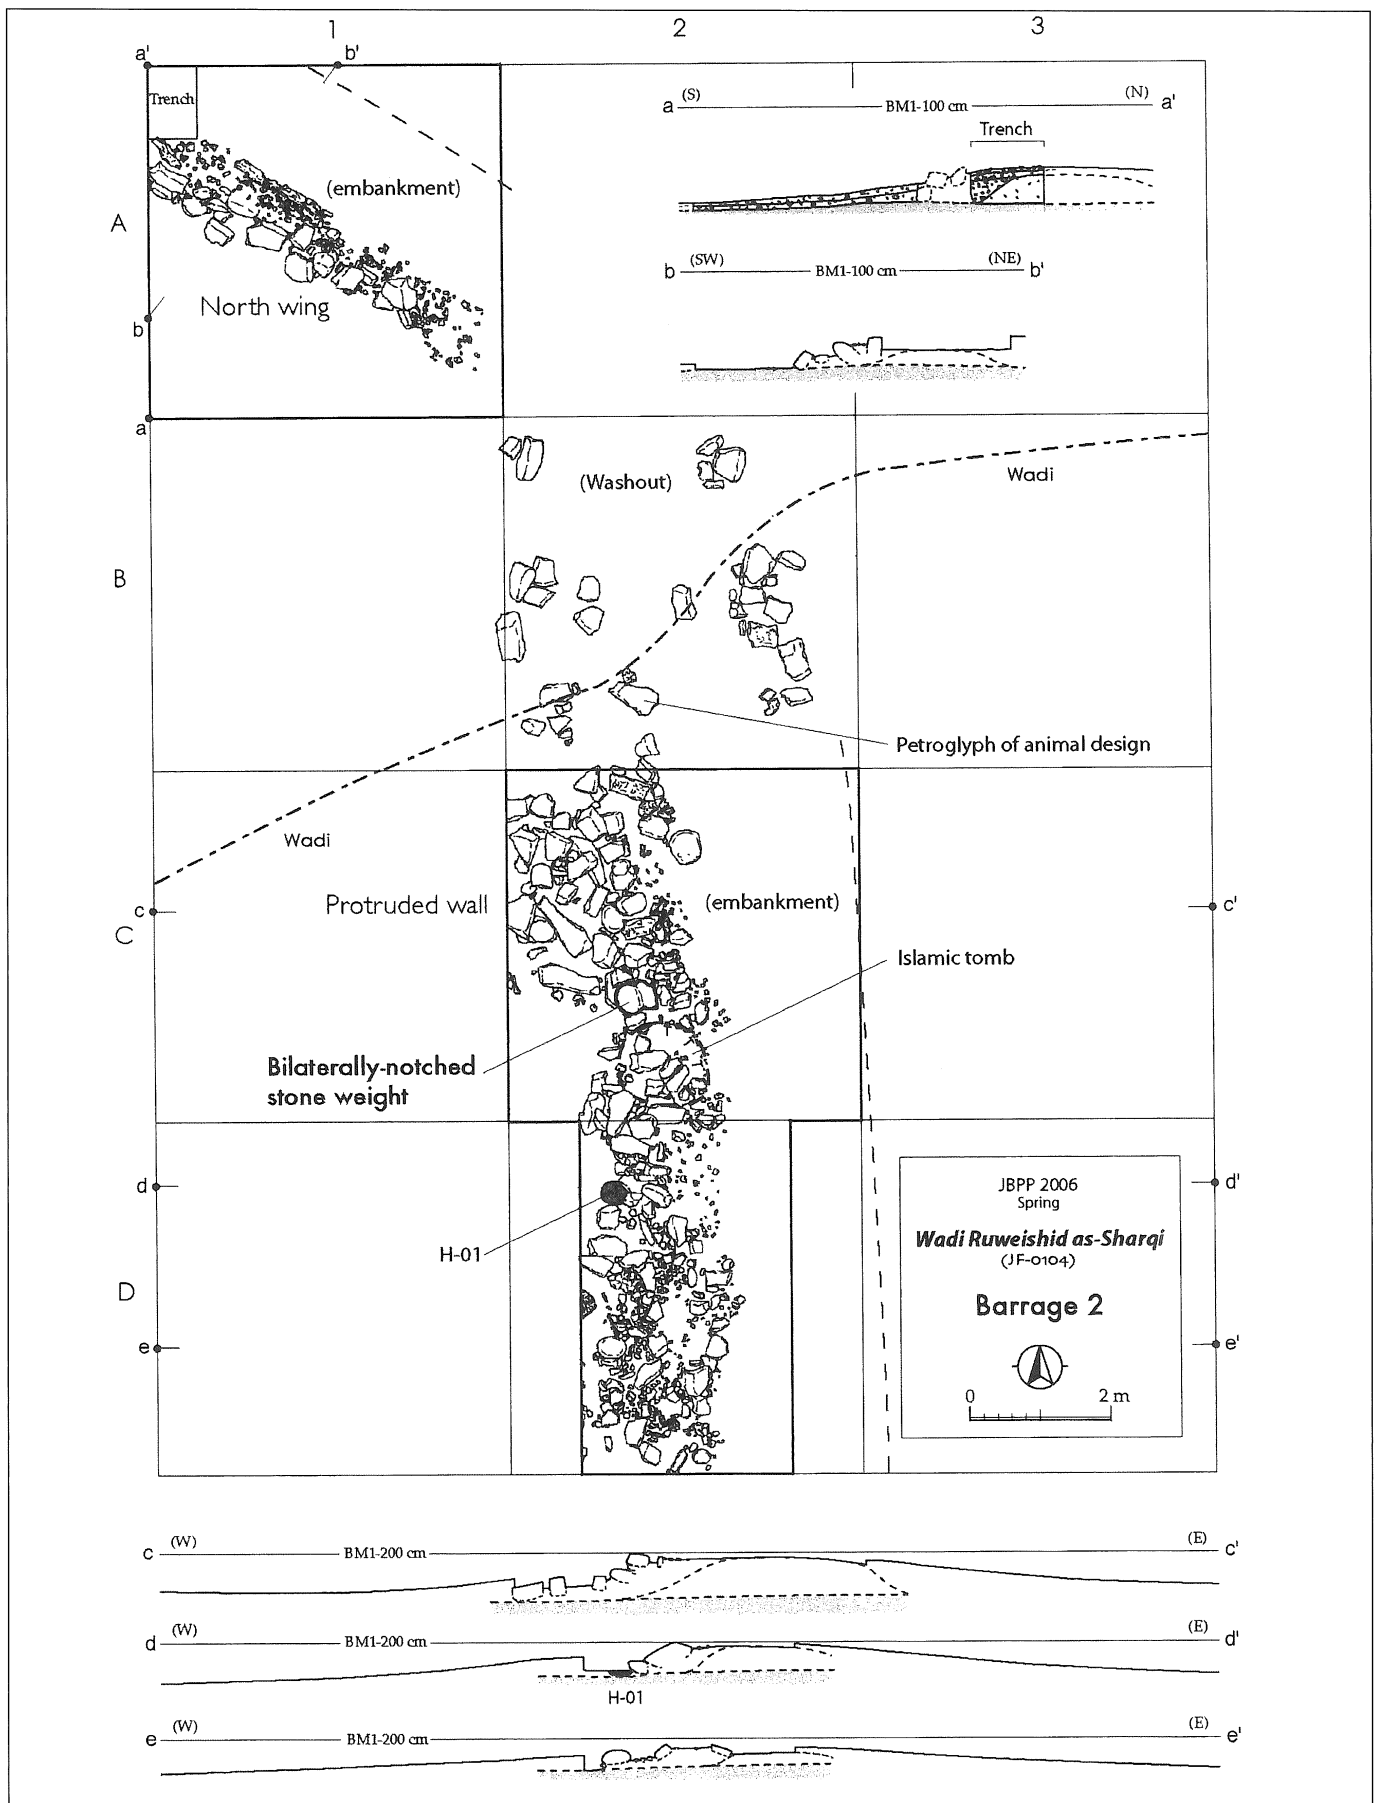 1
2
3
a'
b'
Trench
(embankment)
A
North wing
b
a
a (S) BM1-100 cm (N) a'
Trench
b (SW) BM1-100 cm (NE) b'
(Washout)
Wadi
B
Petroglyph of animal design
Wadi
Protruded wall
(embankment)
c
c'
C
Islamic tomb
Bilaterally-notched
stone weight
d
d'
H-01
D
e
e'
JBPP 2006
Spring
Wadi Ruweishid as-Sharqi
(JF-0104)
Barrage 2
0 2 m
c (W) BM1-200 cm (E) c'
d (W) BM1-200 cm (E) d'
H-01
e (W) BM1-200 cm (E) e'